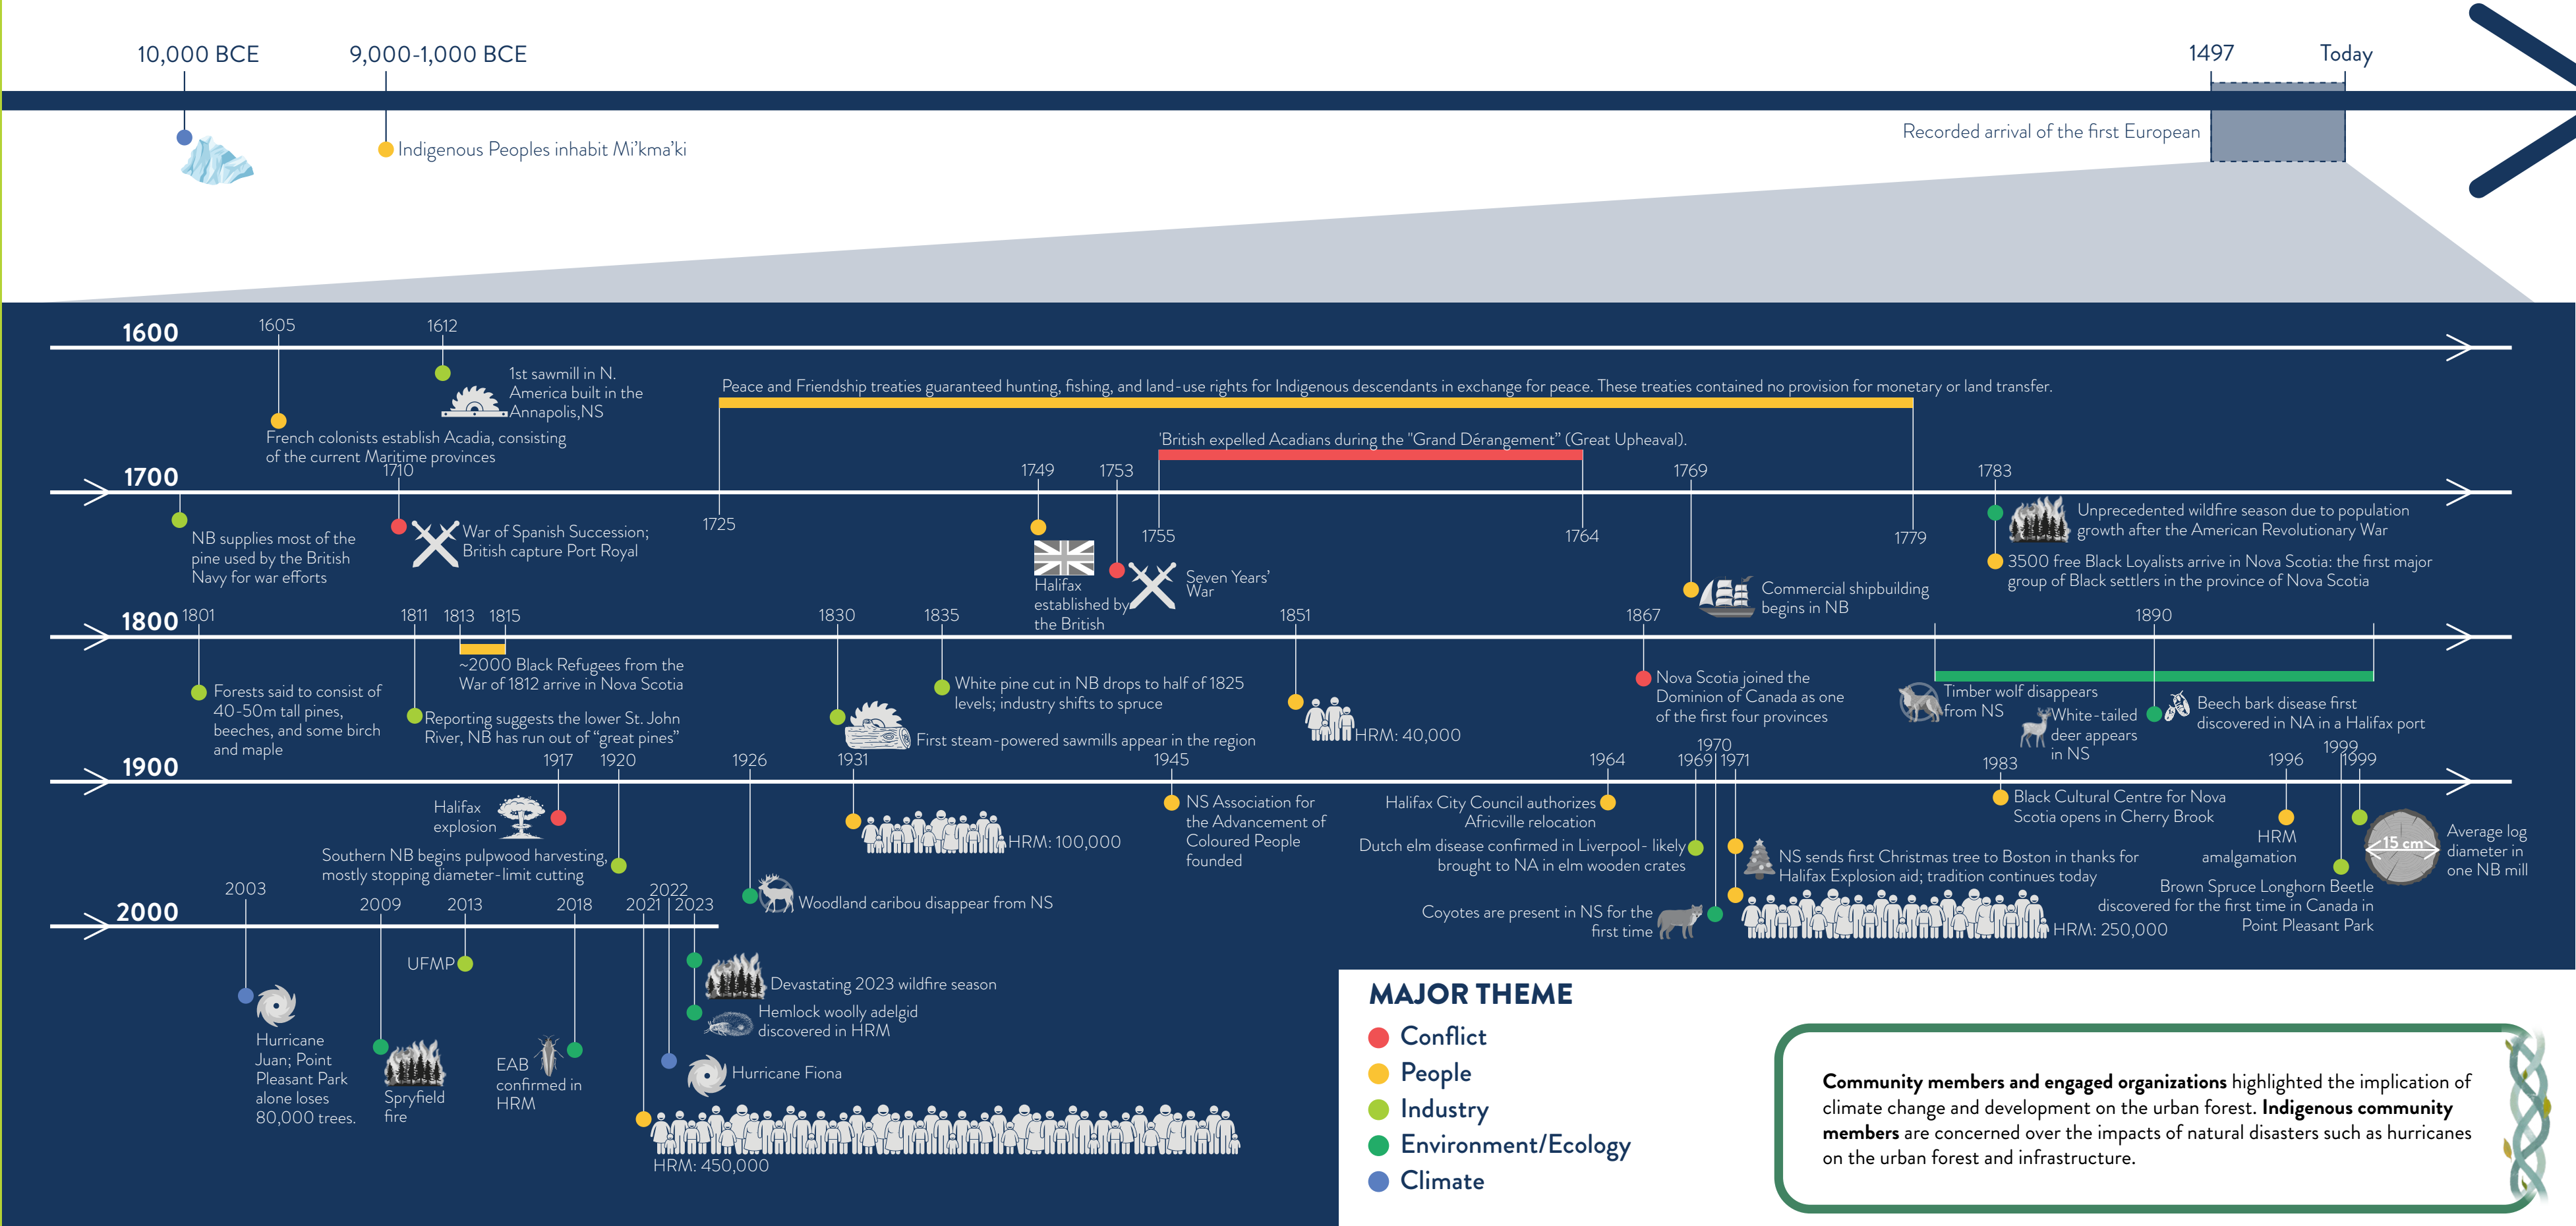 10,000 BCE
9,000-1,000 BCE
1497
Today
Indigenous Peoples inhabit Mi'kma'ki
Recorded arrival of the first European
1600
1605
1612
1st sawmill in N.
America built in the
Annapolis,NS
French colonists establish Acadia, consisting
of the current Maritime provinces
Peace and Friendship treaties guaranteed hunting, fishing, and land-use rights for Indigenous descendants in exchange for peace. These treaties contained no provision for monetary or land transfer.
'British expelled Acadians during the "Grand Dérangement” (Great Upheaval).
1700
1710
1749
1753
1769
1783
NB supplies most of the
pine used by the British
Navy for war efforts
War of Spanish Succession;
British capture Port Royal
1725
Halifax
established by
the British
1755
Seven Years’
War
1764
Commercial shipbuilding
begins in NB
1779
Unprecedented wildfire season due to population
growth after the American Revolutionary War
3500 free Black Loyalists arrive in Nova Scotia: the first major
group of Black settlers in the province of Nova Scotia
1800
1801
1811
1813
1815
1830
1835
1851
1867
1890
Forests said to consist of
40-50m tall pines,
beeches, and some birch
and maple
~2000 Black Refugees from the
War of 1812 arrive in Nova Scotia
Reporting suggests the lower St. John
River, NB has run out of “great pines”
White pine cut in NB drops to half of 1825
levels; industry shifts to spruce
First steam-powered sawmills appear in the region
HRM: 40,000
Nova Scotia joined the
Dominion of Canada as one
of the first four provinces
Timber wolf disappears
from NS
White-tailed
deer appears
in NS
Beech bark disease first
discovered in NA in a Halifax port
1900
1917
1920
1926
1931
1945
1964
1969
1970
1971
1983
1996
1999
1999
Halifax
explosion
Southern NB begins pulpwood harvesting,
mostly stopping diameter-limit cutting
Woodland caribou disappear from NS
HRM: 100,000
NS Association for
the Advancement of
Coloured People
founded
Halifax City Council authorizes
Africville relocation
Dutch elm disease confirmed in Liverpool- likely
brought to NA in elm wooden crates
Coyotes are present in NS for the
first time
NS sends first Christmas tree to Boston in thanks for
Halifax Explosion aid; tradition continues today
HRM: 250,000
Black Cultural Centre for Nova
Scotia opens in Cherry Brook
HRM
amalgamation
Brown Spruce Longhorn Beetle
discovered for the first time in Canada in
Point Pleasant Park
15 cm
Average log
diameter in
one NB mill
2000
2003
2009
2013
2018
2021
2022
2023
Hurricane
Juan; Point
Pleasant Park
alone loses
80,000 trees.
Spryfield
fire
UFMP
EAB
confirmed in
HRM
Devastating 2023 wildfire season
Hemlock woolly adelgid
discovered in HRM
Hurricane Fiona
HRM: 450,000
MAJOR THEME
Conflict
People
Industry
Environment/Ecology
Climate
Community members and engaged organizations highlighted the implication of
climate change and development on the urban forest. Indigenous community
members are concerned over the impacts of natural disasters such as hurricanes
on the urban forest and infrastructure.